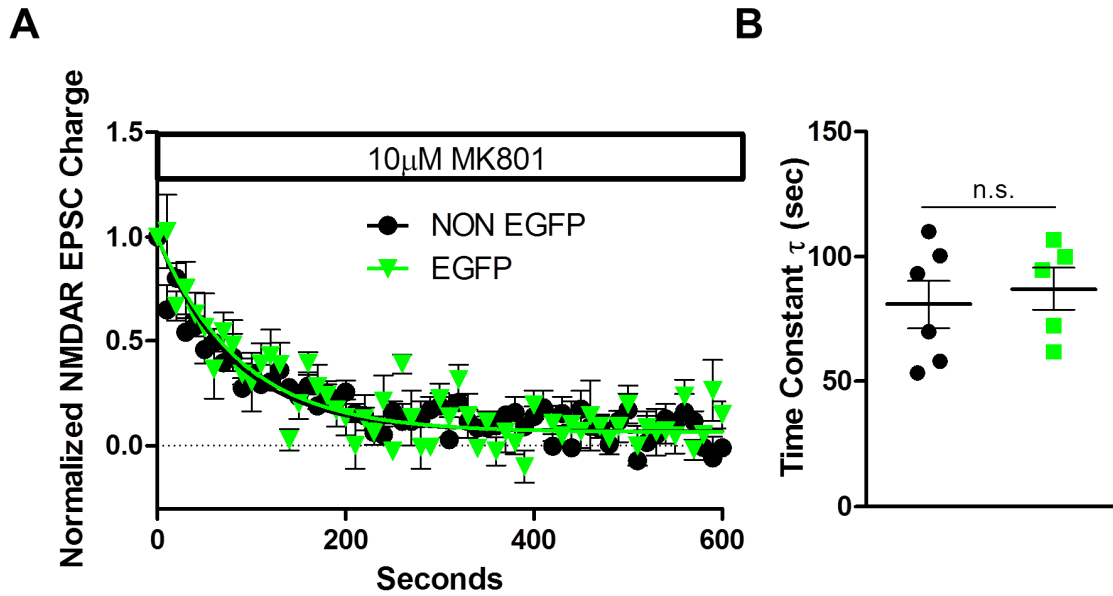 A
B
Normalized NMDAR EPSC Charge
1.5
1.0
0.5
0.0
10μM MK801
NON EGFP
EGFP
0
200
400
600
Seconds
Time Constant τ (sec)
150
100
50
0
n.s.